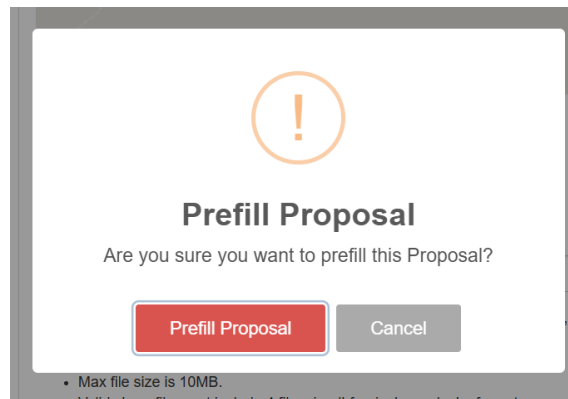 !
Prefill Proposal
Are you sure you want to prefill this Proposal?
Prefill Proposal Cancel
Max file size is 10MB.